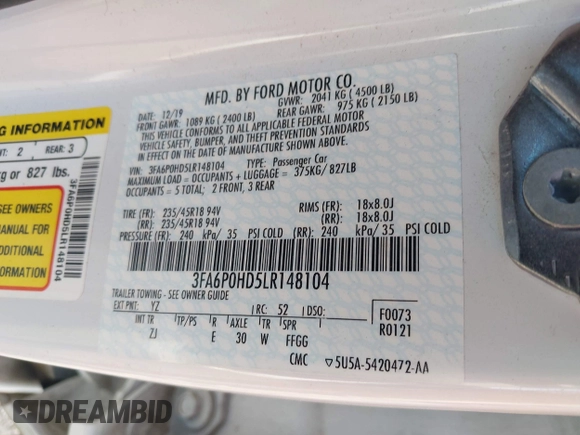 MFD. BY FORD MOTOR CO.
12/19 GVWR: 2041 KG ( 4500 LB)
FRONT GAWR: 1089 KG ( 2400 LB) REAR GAWR: 975 KG ( 2150 LB)
THIS VEHICLE CONFORMS TO ALL APPLICABLE FEDERAL MOTOR
VEHICLE SAFETY, BUMPER, AND THEFT PREVENTION STANDARDS
IN EFFECT ON THE DATE OF MANUFACTURE SHOWN ABOVE.
VIN: 3FA6P0HD5LR148104 TYPE: Passenger Car
MAXIMUM LOAD = OCCUPANTS + LUGGAGE = 375KG/ 827LB
OCCUPANTS = 5 TOTAL; 2 FRONT, 3 REAR
TIRE (FR): 235/45R18 94V RIMS (FR): 18x8.0J
(RR): 235/45R18 94V (RR): 18x8.0J
PRESSURE (FR): 240 kPa/ 35 PSI COLD (RR): 240 kPa/ 35 PSI COLD
3FA6P0HD5LR148104
TRAILER TOWING - SEE OWNER GUIDE
EXT PNT: YZ RC: 52 DSO: F0073
INT TR TP/PS R AXLE TR SPR R0121
ZJ E 30 W FFGG
CMC ▽5U5A-5420472-AA
G INFORMATION
NT: 2 REAR: 3
kg or 827 lbs.
SEE OWNERS
MANUAL FOR
ADDITIONAL
INFORMATION
3FA6P0HD5LR148104
DREAMBID